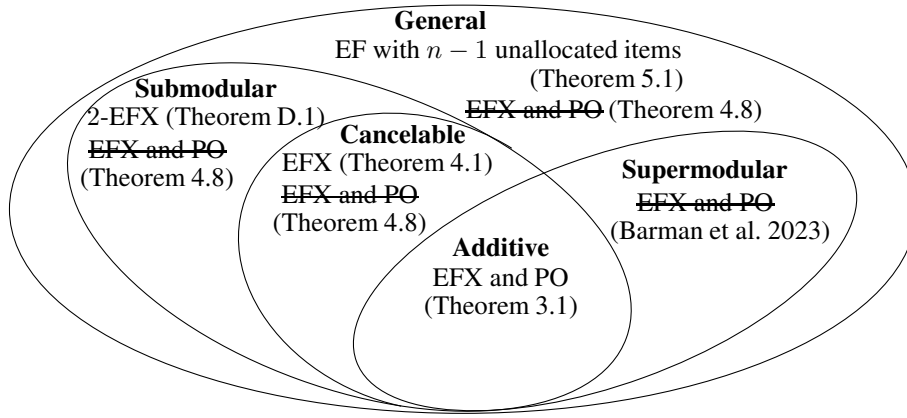 General
EF with n − 1 unallocated items
(Theorem 5.1)
EFX and PO (Theorem 4.8)
Submodular
2-EFX (Theorem D.1)
EFX and PO
(Theorem 4.8)
Cancelable
EFX (Theorem 4.1)
EFX and PO
(Theorem 4.8)
Supermodular
EFX and PO
(Barman et al. 2023)
Additive
EFX and PO
(Theorem 3.1)